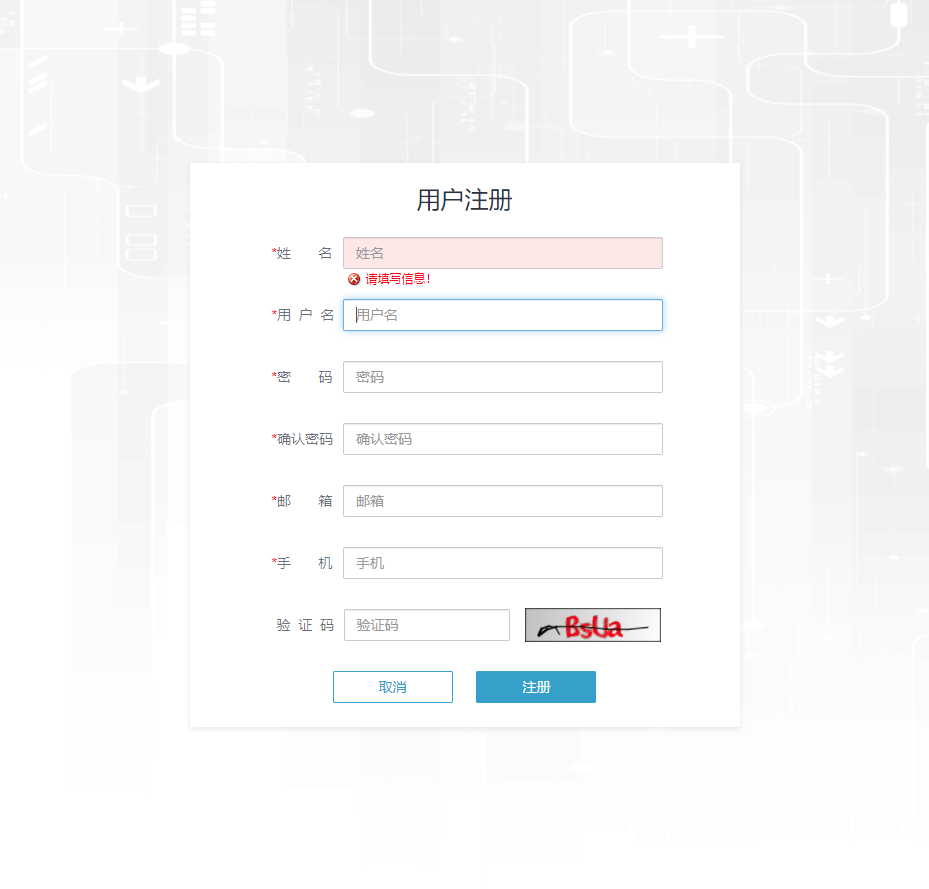 用户注册
*姓 名 姓名
请填写信息!
*用 户 名 用户名
*密 码 密码
*确认密码 确认密码
*邮 箱 邮箱
*手 机 手机
验 证 码 验证码 BsUa
取消 注册